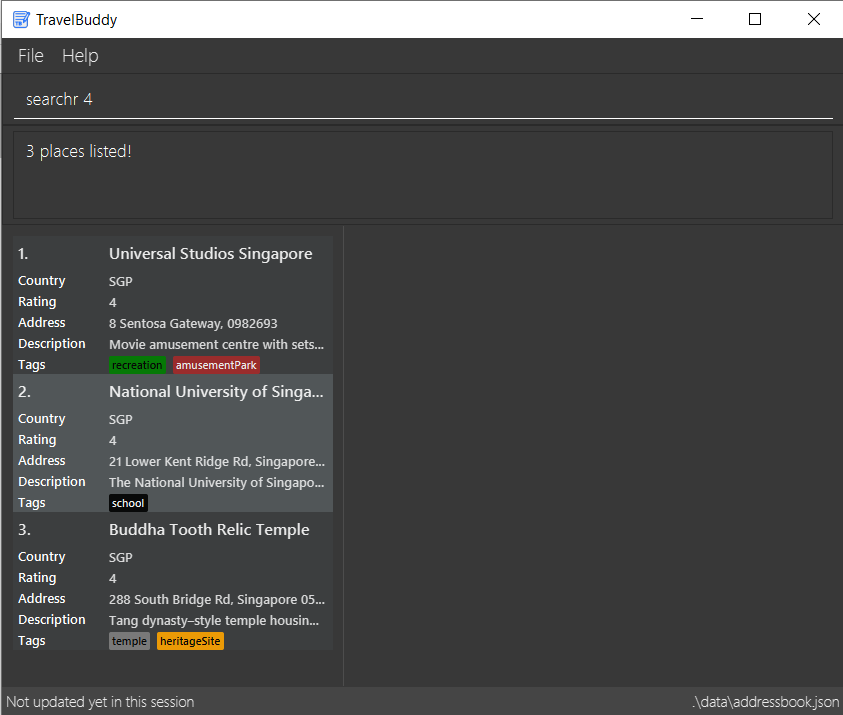 TravelBuddy
File Help
searchr 4
3 places listed!
1. Universal Studios Singapore
Country SGP
Rating 4
Address 8 Sentosa Gateway, 0982693
Description Movie amusement centre with sets...
Tags recreation amusementPark
2. National University of Singa...
Country SGP
Rating 4
Address 21 Lower Kent Ridge Rd, Singapore...
Description The National University of Singapo...
Tags school
3. Buddha Tooth Relic Temple
Country SGP
Rating 4
Address 288 South Bridge Rd, Singapore 05...
Description Tang dynasty–style temple housin...
Tags temple heritageSite
Not updated yet in this session .\data\addressbook.json